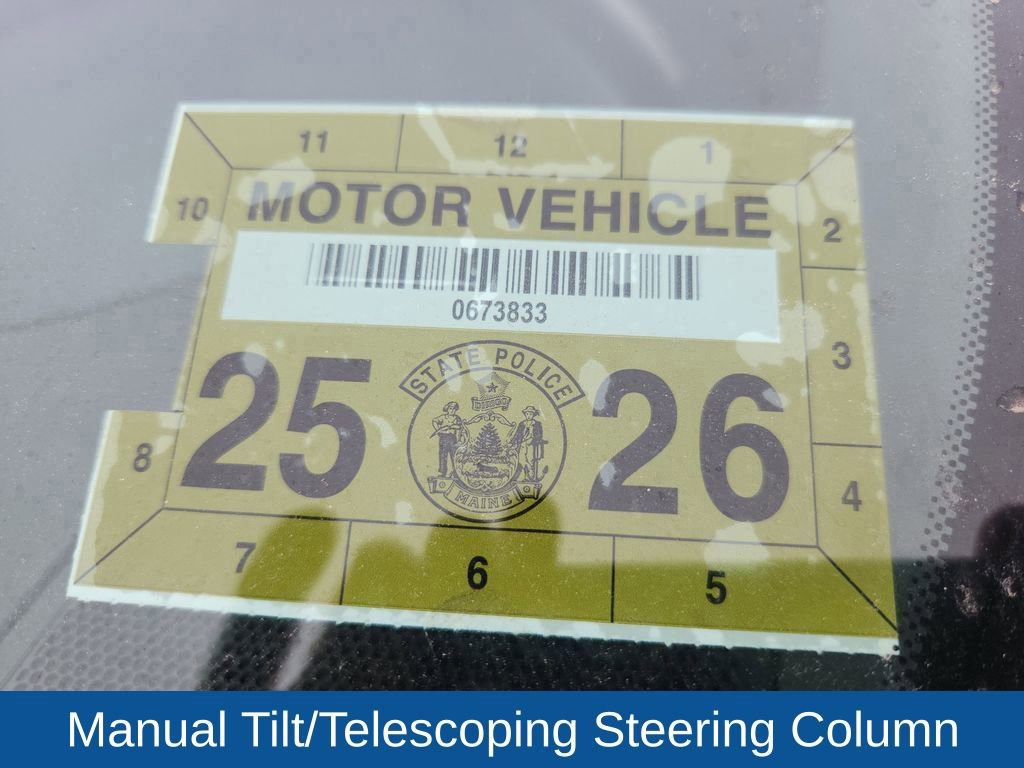 11 12 1
10 MOTOR VEHICLE 2
0673833
3
25 STATE POLICE 26
DIRIGO
8 MAINE 4
7 6 5
Manual Tilt/Telescoping Steering Column